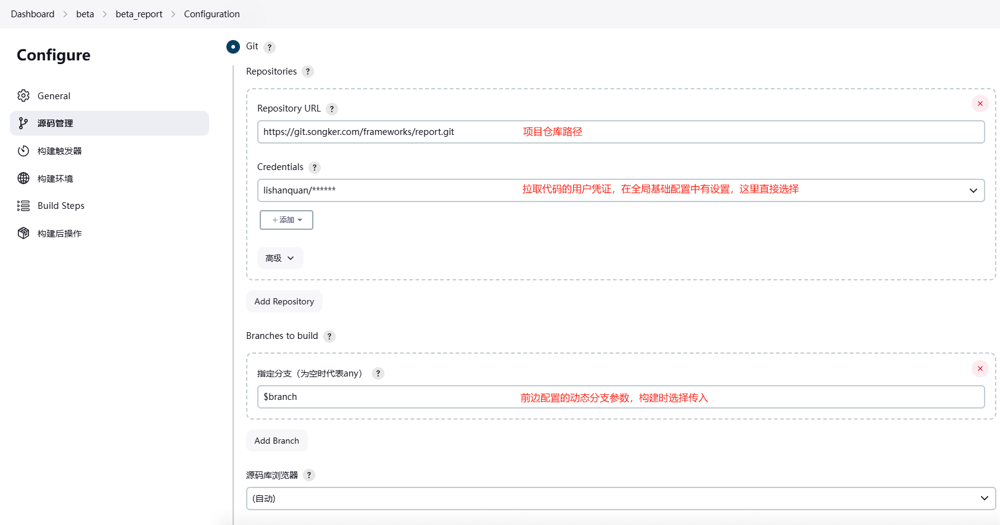 Dashboard > beta > beta_report > Configuration
Configure
General
源码管理
构建触发器
构建环境
Build Steps
构建后操作
Git ?
Repositories ?
Repository URL ?
https://git.songker.com/frameworks/report.git 项目仓库路径
Credentials ?
lishanquan/****** 拉取代码的用户凭证，在全局基础配置中有设置，这里直接选择
+添加
高级
Add Repository
Branches to build ?
指定分支（为空时代表any） ?
$branch 前边配置的动态分支参数，构建时选择传入
Add Branch
源码库浏览器 ?
(自动)